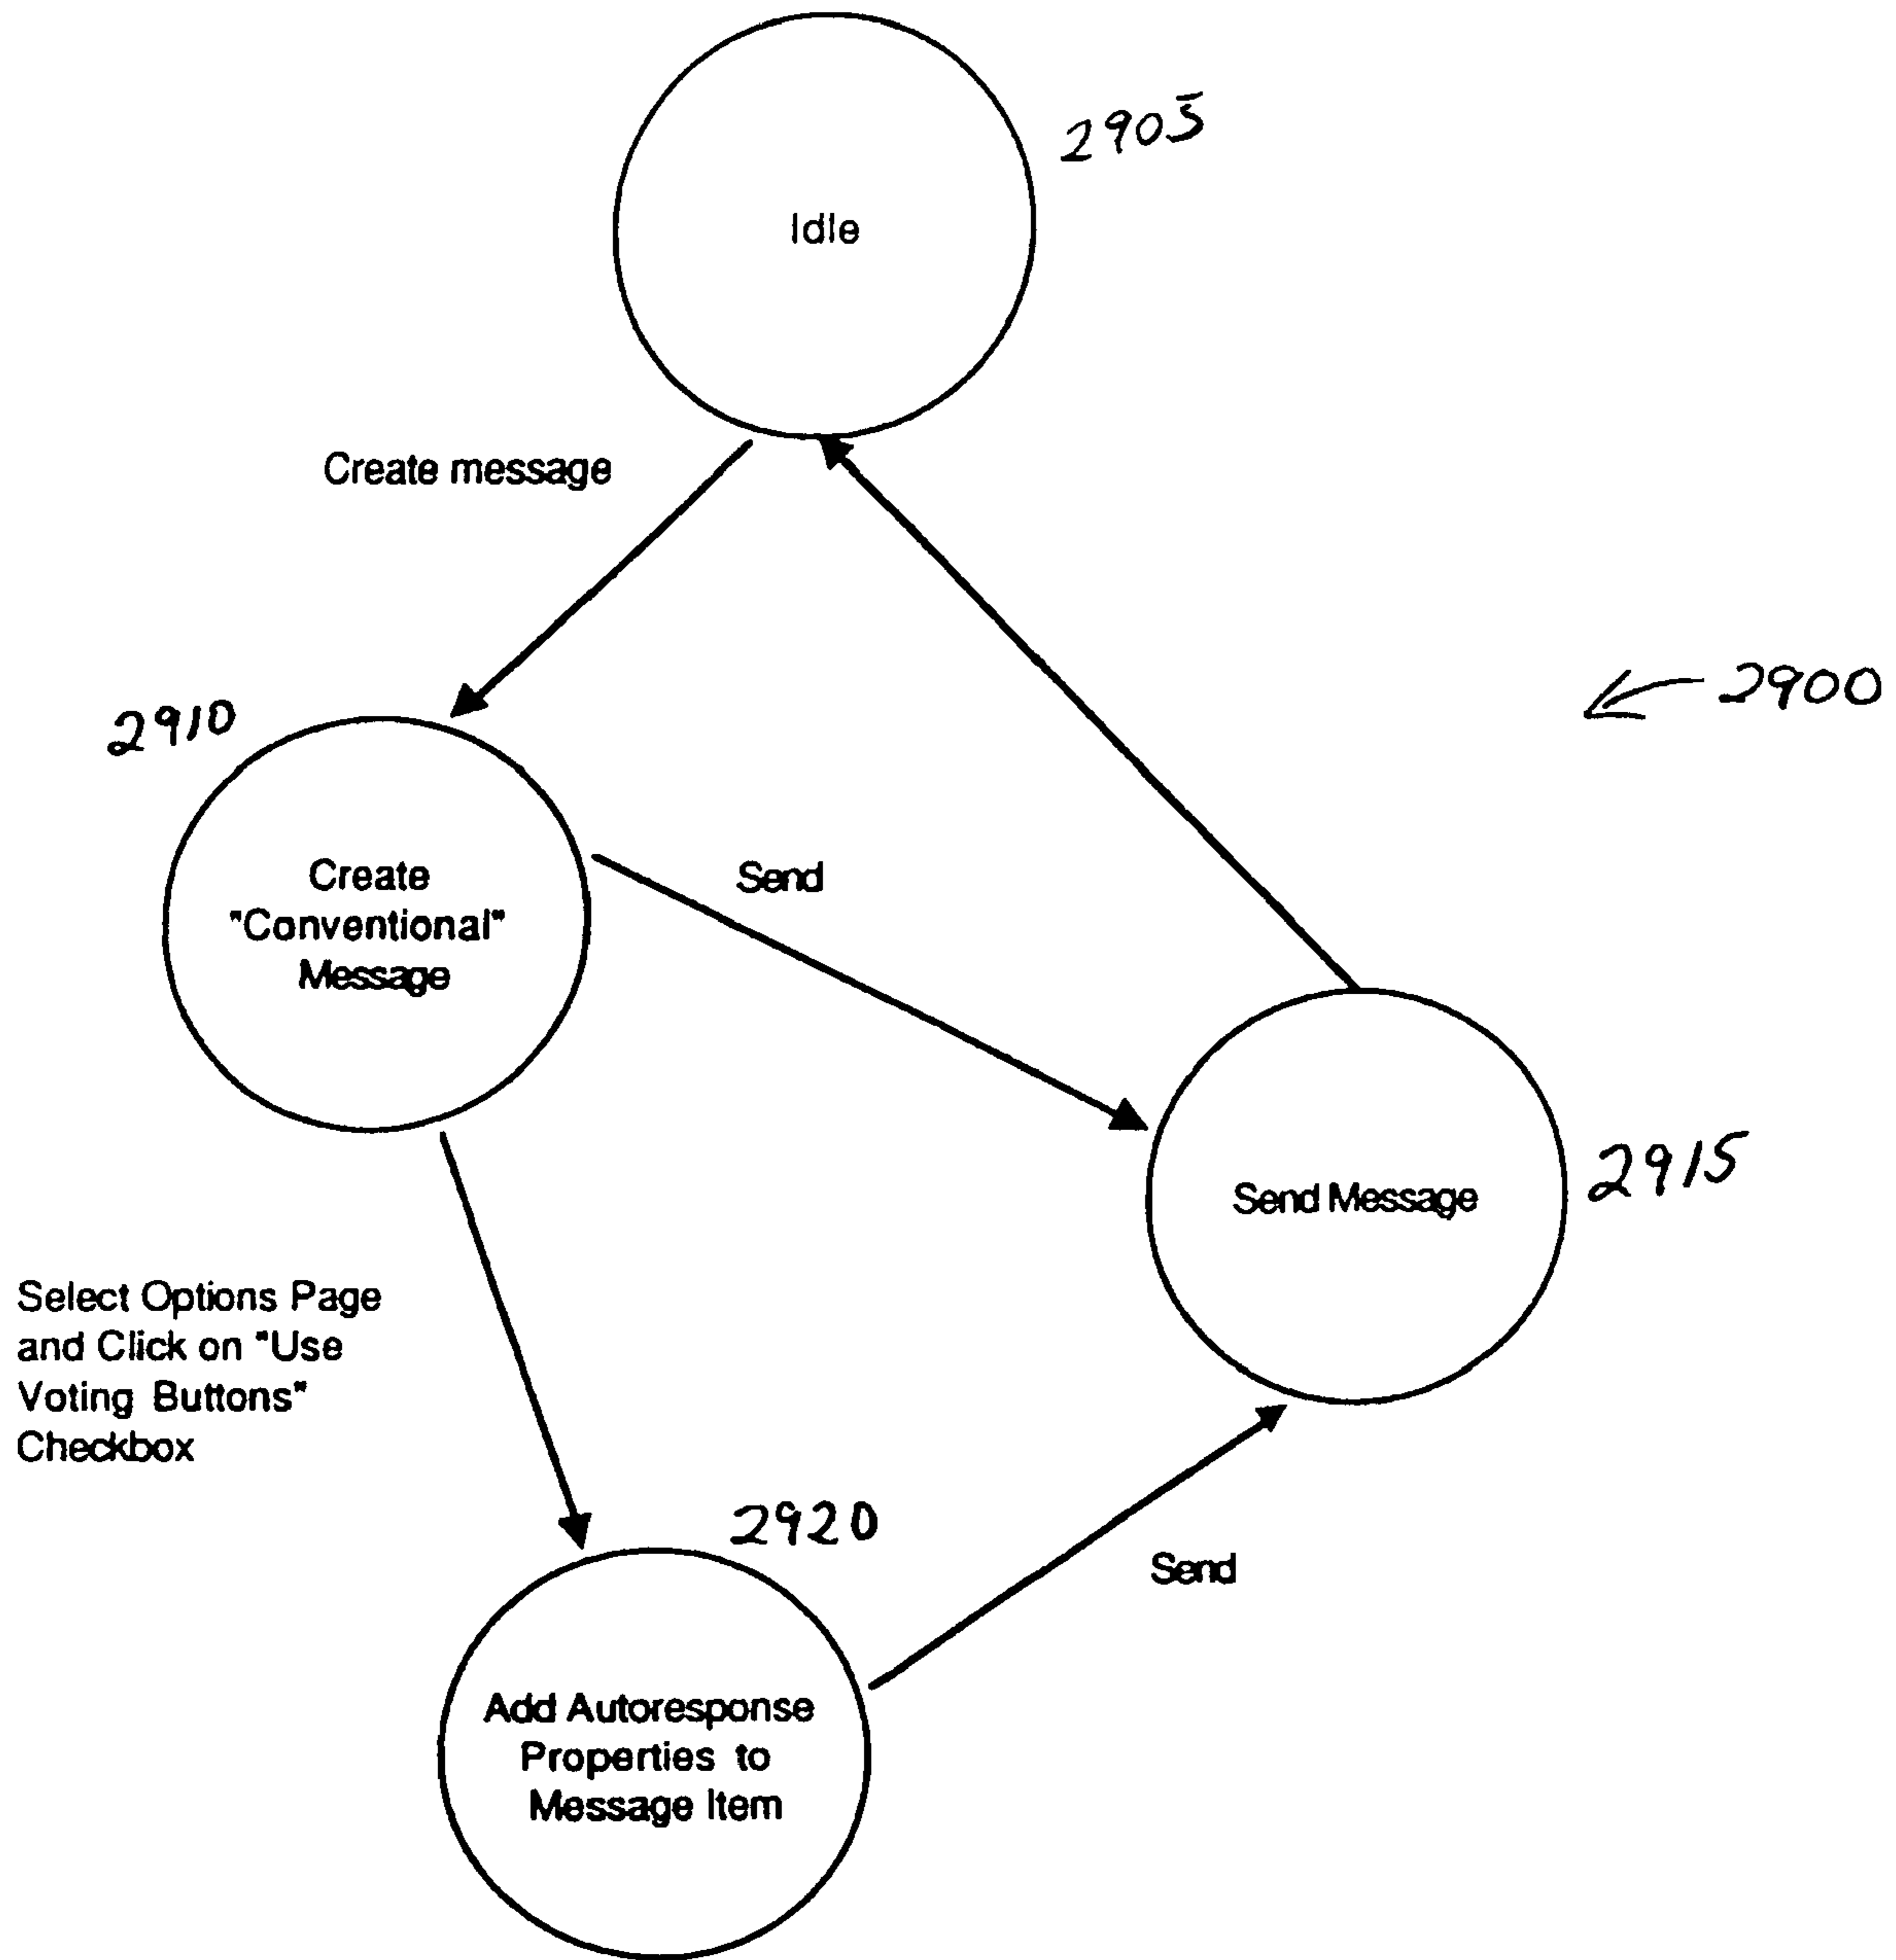 2905
Idle
Create message
2900
2910
Create
"Conventional"
Message
Send
2915
Send Message
Select Options Page
and Click on "Use
Voting Buttons"
Checkbox
2920
Send
Add Autoresponse
Properties to
Message Item